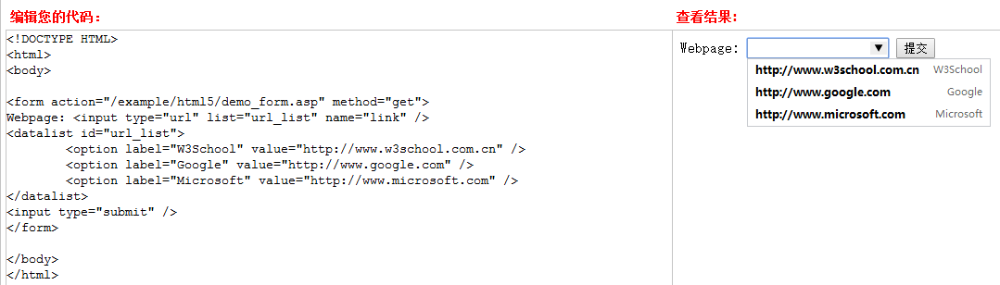 编辑您的代码：
<!DOCTYPE HTML>
<html>
<body>
<form action="/example/html5/demo_form.asp" method="get">
Webpage: <input type="url" list="url_list" name="link" />
<datalist id="url_list">
<option label="W3School" value="http://www.w3school.com.cn" />
<option label="Google" value="http://www.google.com" />
<option label="Microsoft" value="http://www.microsoft.com" />
</datalist>
<input type="submit" />
</form>
</body>
</html>
查看结果:
Webpage: 提交
http://www.w3school.com.cn W3School
http://www.google.com Google
http://www.microsoft.com Microsoft